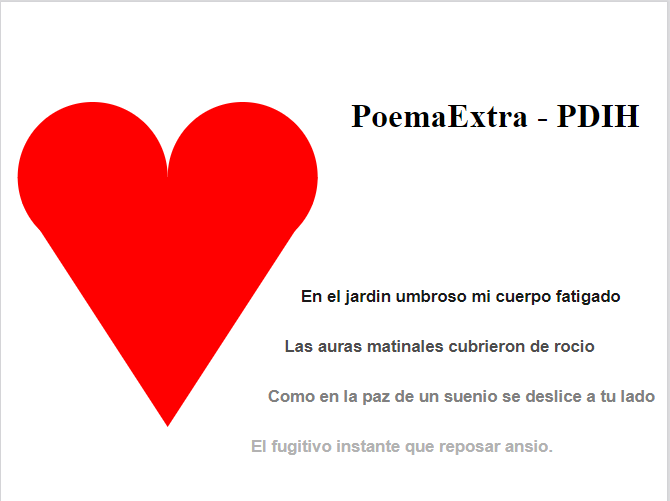 PoemaExtra - PDIH
En el jardin umbroso mi cuerpo fatigado
Las auras matinales cubrieron de rocio
Como en la paz de un suenio se deslice a tu lado
El fugitivo instante que reposar ansio.